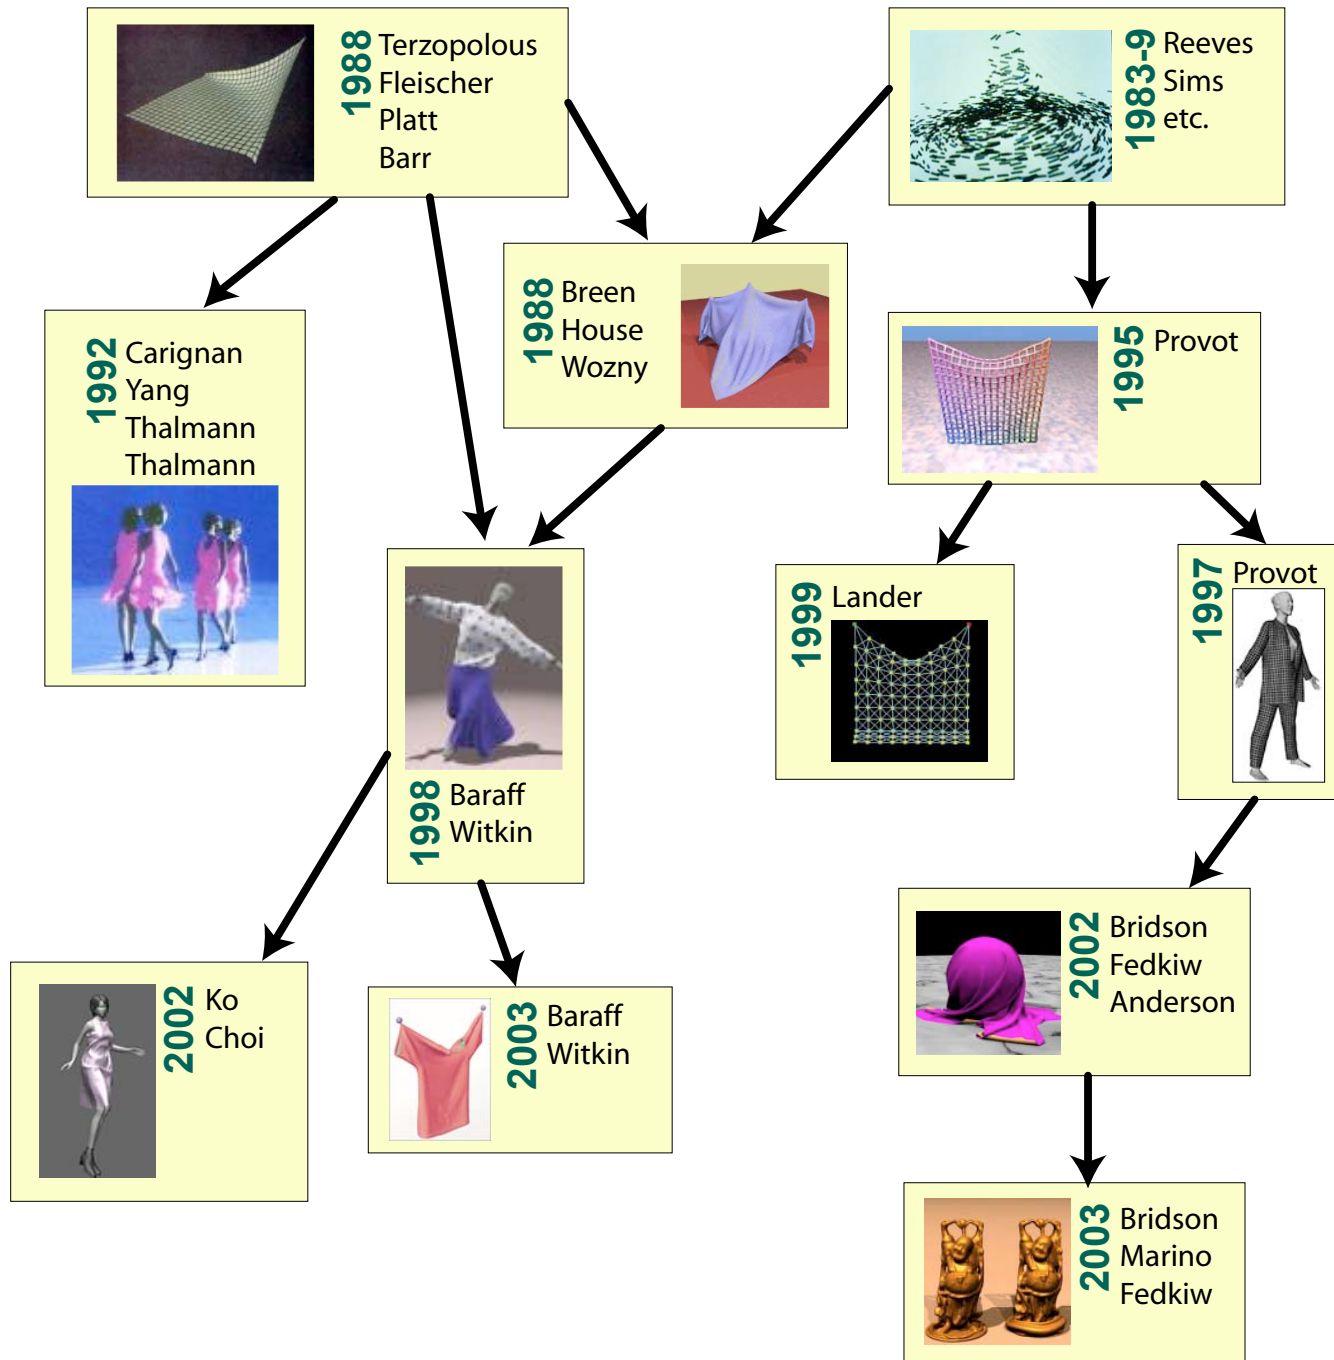 1988
Terzopolous
Fleischer
Platt
Barr
1983-9
Reeves
Sims
etc.
1988
Breen
House
Wozny
1992
Carignan
Yang
Thalmann
Thalmann
1995
Provot
1998
Baraff
Witkin
1999
Lander
1997
Provot
2002
Ko
Choi
2003
Baraff
Witkin
2002
Bridson
Fedkiw
Anderson
2003
Bridson
Marino
Fedkiw